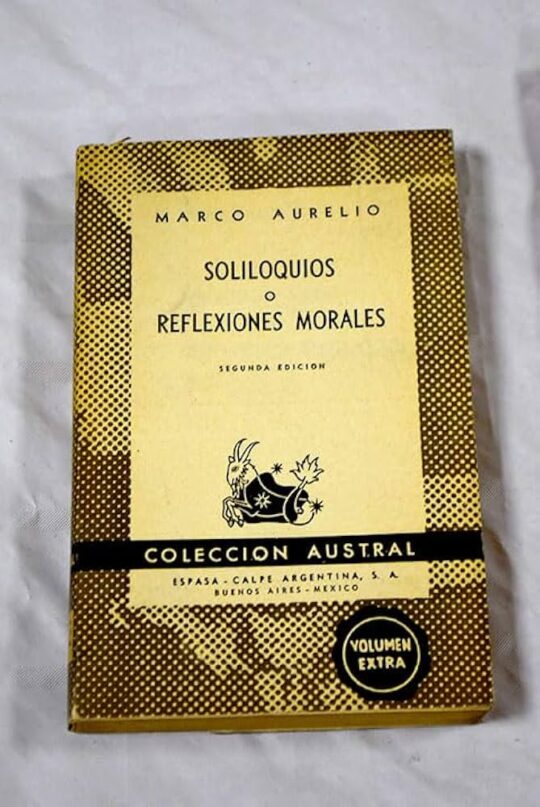 MARCO AURELIO
SOLILOQUIOS
O
REFLEXIONES MORALES
SEGUNDA EDICION
COLECCION AUSTRAL
ESPASA - CALPE ARGENTINA, S. A.
BUENOS AIRES - MEXICO
VOLUMEN
EXTRA